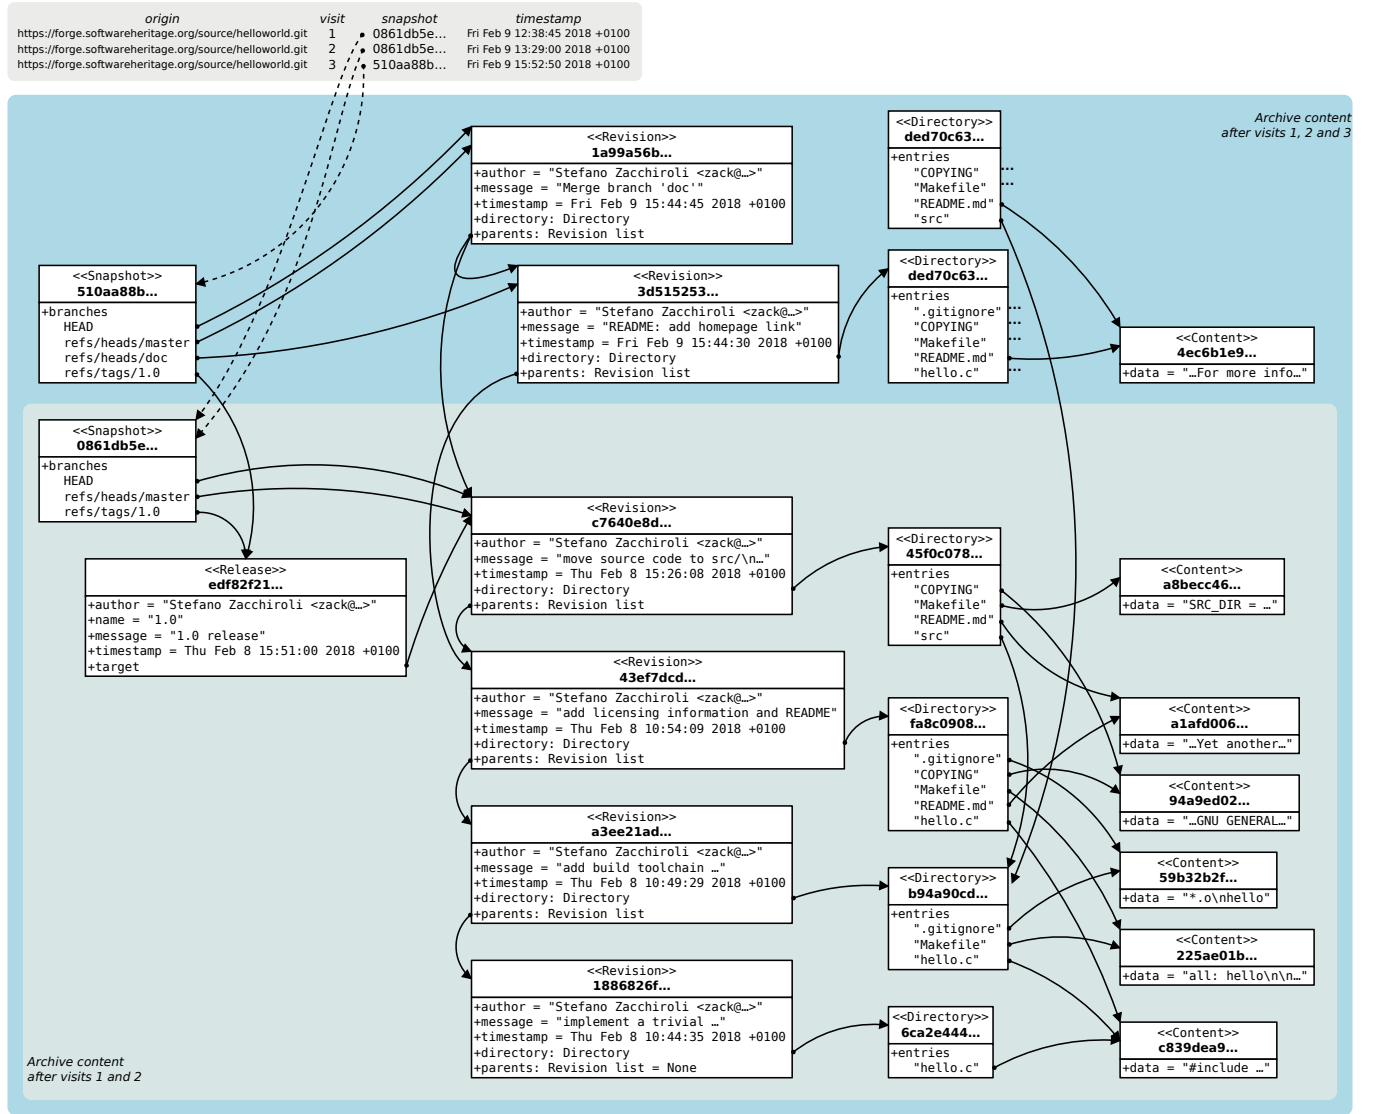 origin visit snapshot timestamp
https://forge.softwareheritage.org/source/helloworld.git 1 0861db5e… Fri Feb 9 12:38:45 2018 +0100
https://forge.softwareheritage.org/source/helloworld.git 2 0861db5e… Fri Feb 9 13:29:00 2018 +0100
https://forge.softwareheritage.org/source/helloworld.git 3 510aa88b… Fri Feb 9 15:52:50 2018 +0100
Archive content
after visits 1, 2 and 3
<<Snapshot>>
510aa88b…
+branches
HEAD
refs/heads/master
refs/heads/doc
refs/tags/1.0
<<Revision>>
1a99a56b…
+author = "Stefano Zacchiroli <zack@…>"
+message = "Merge branch 'doc'"
+timestamp = Fri Feb 9 15:44:45 2018 +0100
+directory: Directory
+parents: Revision list
<<Revision>>
3d515253…
+author = "Stefano Zacchiroli <zack@…>"
+message = "README: add homepage link"
+timestamp = Fri Feb 9 15:44:30 2018 +0100
+directory: Directory
+parents: Revision list
<<Directory>>
ded70c63…
+entries
"COPYING" …
"Makefile" …
"README.md"
"src"
<<Directory>>
ded70c63…
+entries
".gitignore" …
"COPYING" …
"Makefile" …
"README.md"
"hello.c" …
<<Content>>
4ec6b1e9…
+data = "…For more info…"
<<Snapshot>>
0861db5e…
+branches
HEAD
refs/heads/master
refs/tags/1.0
<<Release>>
edf82f21…
+author = "Stefano Zacchiroli <zack@…>"
+name = "1.0"
+message = "1.0 release"
+timestamp = Thu Feb 8 15:51:00 2018 +0100
+target
<<Revision>>
c7640e8d…
+author = "Stefano Zacchiroli <zack@…>"
+message = "move source code to src/\n…"
+timestamp = Thu Feb 8 15:26:08 2018 +0100
+directory: Directory
+parents: Revision list
<<Revision>>
43ef7dcd…
+author = "Stefano Zacchiroli <zack@…>"
+message = "add licensing information and README"
+timestamp = Thu Feb 8 10:54:09 2018 +0100
+directory: Directory
+parents: Revision list
<<Revision>>
a3ee21ad…
+author = "Stefano Zacchiroli <zack@…>"
+message = "add build toolchain …"
+timestamp = Thu Feb 8 10:49:29 2018 +0100
+directory: Directory
+parents: Revision list
<<Revision>>
1886826f…
+author = "Stefano Zacchiroli <zack@…>"
+message = "implement a trivial …"
+timestamp = Thu Feb 8 10:44:35 2018 +0100
+directory: Directory
+parents: Revision list = None
<<Directory>>
45f0c078…
+entries
"COPYING"
"Makefile"
"README.md"
"src"
<<Directory>>
fa8c0908…
+entries
".gitignore"
"COPYING"
"Makefile"
"README.md"
"hello.c"
<<Directory>>
b94a90cd…
+entries
".gitignore"
"Makefile"
"hello.c"
<<Directory>>
6ca2e444…
+entries
"hello.c"
<<Content>>
a8becc46…
+data = "SRC_DIR = …"
<<Content>>
a1afd006…
+data = "…Yet another…"
<<Content>>
94a9ed02…
+data = "…GNU GENERAL…"
<<Content>>
59b32b2f…
+data = "*.o\nhello"
<<Content>>
225ae01b…
+data = "all: hello\n\n…"
<<Content>>
c839dea9…
+data = "#include …"
Archive content
after visits 1 and 2